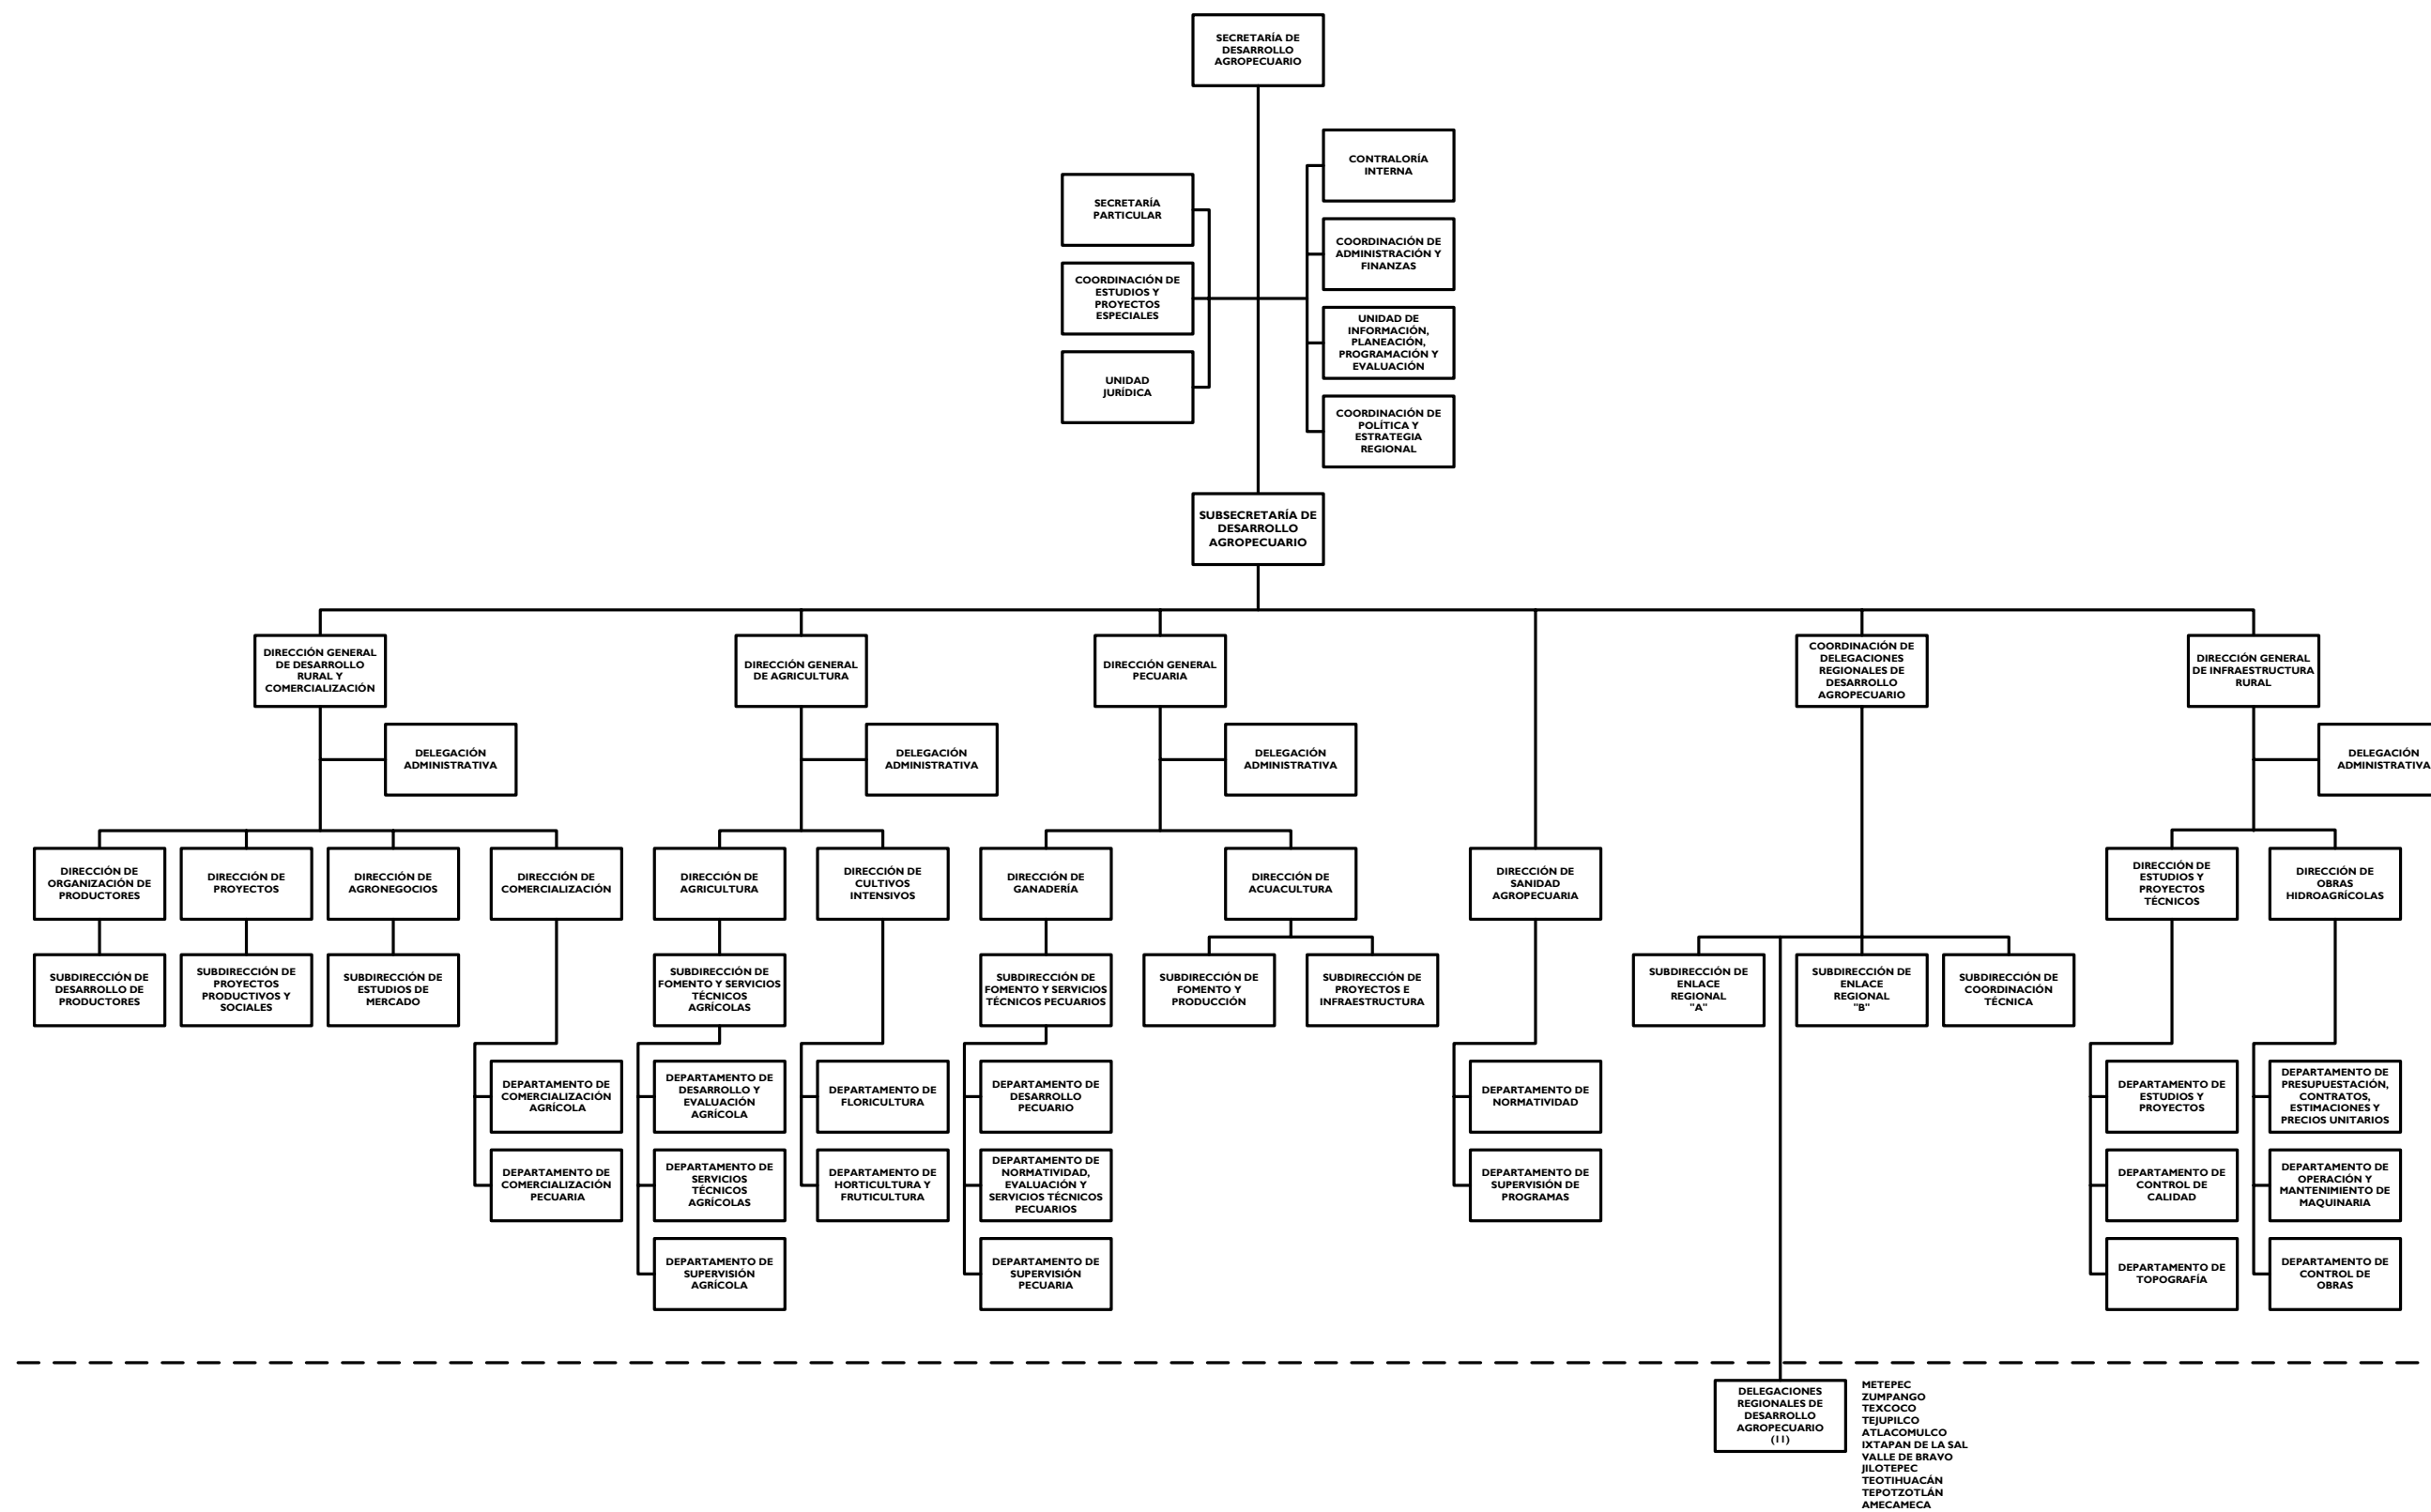 SECRETARÍA DE
DESARROLLO
AGROPECUARIO
CONTRALORÍA
INTERNA
SECRETARÍA
PARTICULAR
COORDINACIÓN DE
ADMINISTRACIÓN Y
FINANZAS
COORDINACIÓN DE
ESTUDIOS Y
PROYECTOS
ESPECIALES
UNIDAD DE
INFORMACIÓN,
PLANEACIÓN,
PROGRAMACIÓN Y
EVALUACIÓN
UNIDAD
JURÍDICA
COORDINACIÓN DE
POLÍTICA Y
ESTRATEGIA
REGIONAL
SUBSECRETARÍA DE
DESARROLLO
AGROPECUARIO
DIRECCIÓN GENERAL
DE DESARROLLO
RURAL Y
COMERCIALIZACIÓN
DIRECCIÓN GENERAL
DE AGRICULTURA
DIRECCIÓN GENERAL
PECUARIA
COORDINACIÓN DE
DELEGACIONES
REGIONALES DE
DESARROLLO
AGROPECUARIO
DIRECCIÓN GENERAL
DE INFRAESTRUCTURA
RURAL
DELEGACIÓN
ADMINISTRATIVA
DELEGACIÓN
ADMINISTRATIVA
DELEGACIÓN
ADMINISTRATIVA
DELEGACIÓN
ADMINISTRATIVA
DIRECCIÓN DE
ORGANIZACIÓN DE
PRODUCTORES
DIRECCIÓN DE
PROYECTOS
DIRECCIÓN DE
AGRONEGOCIOS
DIRECCIÓN DE
COMERCIALIZACIÓN
DIRECCIÓN DE
AGRICULTURA
DIRECCIÓN DE
CULTIVOS
INTENSIVOS
DIRECCIÓN DE
GANADERÍA
DIRECCIÓN DE
ACUACULTURA
DIRECCIÓN DE
SANIDAD
AGROPECUARIA
DIRECCIÓN DE
ESTUDIOS Y
PROYECTOS
TÉCNICOS
DIRECCIÓN DE
OBRAS
HIDROAGRÍCOLAS
SUBDIRECCIÓN DE
DESARROLLO DE
PRODUCTORES
SUBDIRECCIÓN DE
PROYECTOS
PRODUCTIVOS Y
SOCIALES
SUBDIRECCIÓN DE
ESTUDIOS DE
MERCADO
SUBDIRECCIÓN DE
FOMENTO Y SERVICIOS
TÉCNICOS
AGRÍCOLAS
SUBDIRECCIÓN DE
FOMENTO Y SERVICIOS
TÉCNICOS PECUARIOS
SUBDIRECCIÓN DE
FOMENTO Y
PRODUCCIÓN
SUBDIRECCIÓN DE
PROYECTOS E
INFRAESTRUCTURA
SUBDIRECCIÓN DE
ENLACE
REGIONAL
"A"
SUBDIRECCIÓN DE
ENLACE
REGIONAL
"B"
SUBDIRECCIÓN DE
COORDINACIÓN
TÉCNICA
DEPARTAMENTO DE
COMERCIALIZACIÓN
AGRÍCOLA
DEPARTAMENTO DE
DESARROLLO Y
EVALUACIÓN
AGRÍCOLA
DEPARTAMENTO DE
FLORICULTURA
DEPARTAMENTO DE
DESARROLLO
PECUARIO
DEPARTAMENTO DE
NORMATIVIDAD
DEPARTAMENTO DE
ESTUDIOS Y
PROYECTOS
DEPARTAMENTO DE
PRESUPUESTACIÓN,
CONTRATOS,
ESTIMACIONES Y
PRECIOS UNITARIOS
DEPARTAMENTO DE
COMERCIALIZACIÓN
PECUARIA
DEPARTAMENTO DE
SERVICIOS
TÉCNICOS
AGRÍCOLAS
DEPARTAMENTO DE
HORTICULTURA Y
FRUTICULTURA
DEPARTAMENTO DE
NORMATIVIDAD,
EVALUACIÓN Y
SERVICIOS TÉCNICOS
PECUARIOS
DEPARTAMENTO DE
SUPERVISIÓN DE
PROGRAMAS
DEPARTAMENTO DE
CONTROL DE
CALIDAD
DEPARTAMENTO DE
OPERACIÓN Y
MANTENIMIENTO DE
MAQUINARIA
DEPARTAMENTO DE
SUPERVISIÓN
AGRÍCOLA
DEPARTAMENTO DE
SUPERVISIÓN
PECUARIA
DEPARTAMENTO DE
TOPOGRAFÍA
DEPARTAMENTO DE
CONTROL DE
OBRAS
DELEGACIONES
REGIONALES DE
DESARROLLO
AGROPECUARIO
(11)
METEPEC
ZUMPANGO
TEXCOCO
TEJUPILCO
ATLACOMULCO
IXTAPAN DE LA SAL
VALLE DE BRAVO
JILOTEPEC
TEOTIHUACÁN
TEPOTZOTLÁN
AMECAMECA